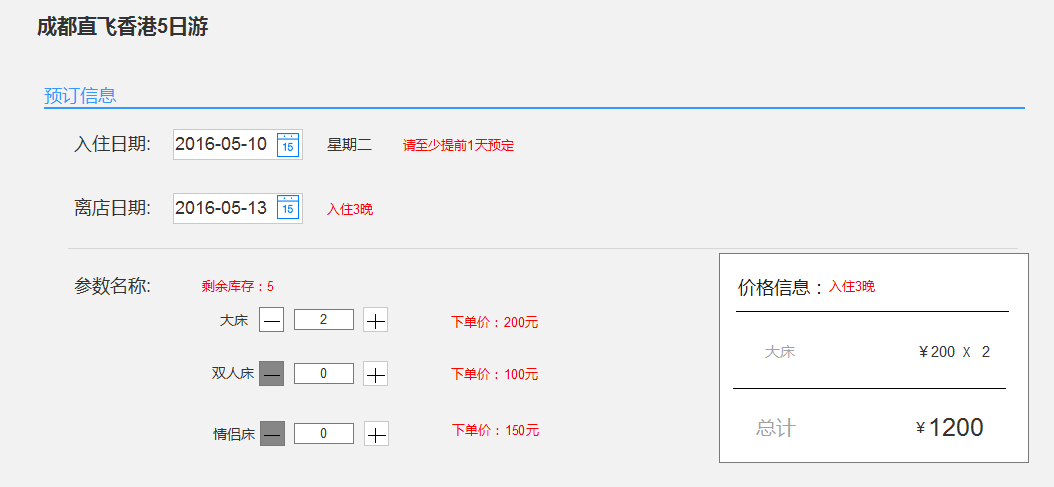 成都直飞香港5日游
预订信息
入住日期: 2016-05-10 15 星期二 请至少提前1天预定
离店日期: 2016-05-13 15 入住3晚
参数名称: 剩余库存：5
大床 — 2 + 下单价：200元
双人床 — 0 + 下单价：100元
情侣床 — 0 + 下单价：150元
价格信息：入住3晚
大床 ¥200 X 2
总计 ¥1200